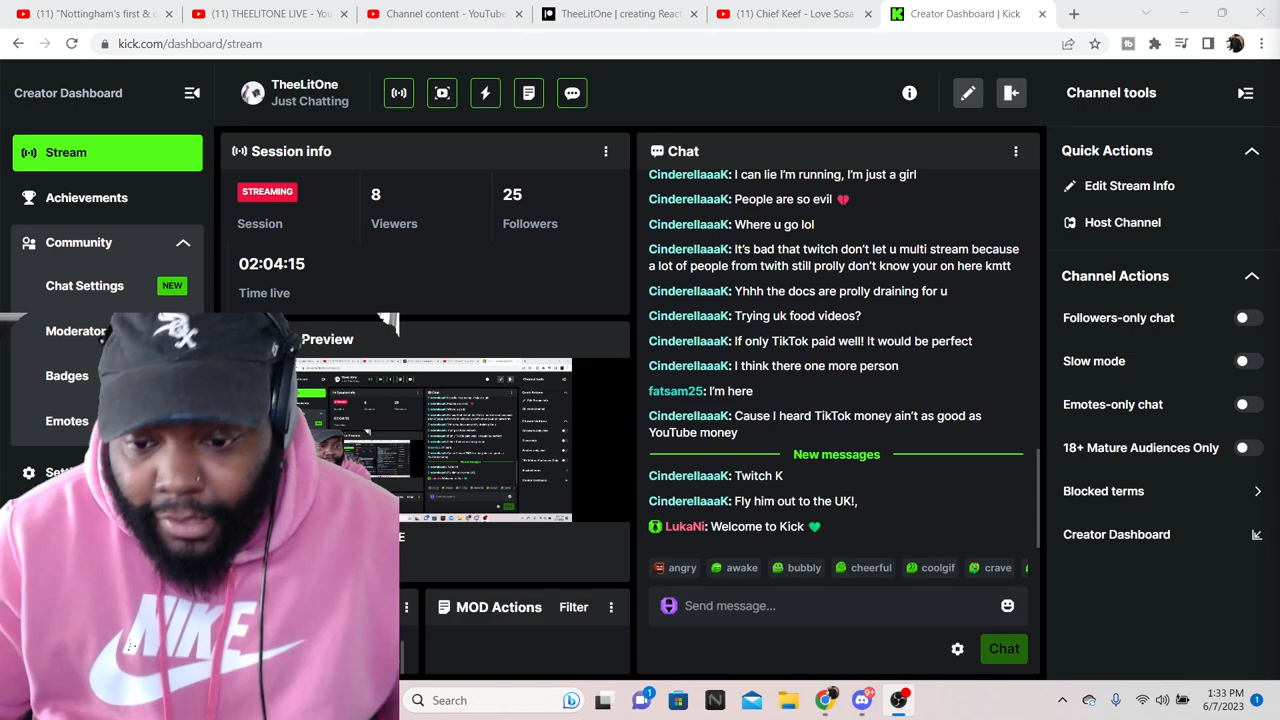 (11) "Nottingham's first & o
(11) THEELITONE LIVE - You
Channel content - YouTube
TheeLitOne | creating React
(11) Chief Keef - Love Sosa
Creator Dashboard | Kick
kick.com/dashboard/stream
Creator Dashboard
TheeLitOne
Just Chatting
Channel tools
Stream
Achievements
Community
Chat Settings
NEW
Moderator
Badges
Emotes
Set
Session info
STREAMING
Session
8
Viewers
25
Followers
02:04:15
Time live
Preview
E
MOD Actions
Filter
Chat
CinderellaaaK: I can lie I'm running, I'm just a girl
CinderellaaaK: People are so evil 💔
CinderellaaaK: Where u go lol
CinderellaaaK: It's bad that twitch don't let u multi stream because
a lot of people from twith still prolly don't know your on here kmtt
CinderellaaaK: Yhhh the docs are prolly draining for u
CinderellaaaK: Trying uk food videos?
CinderellaaaK: If only TikTok paid well! It would be perfect
CinderellaaaK: I think there one more person
fatsam25: I'm here
CinderellaaaK: Cause I heard TikTok money ain't as good as
YouTube money
New messages
CinderellaaaK: Twitch K
CinderellaaaK: Fly him out to the UK!,
LukaNi: Welcome to Kick 💚
angry awake bubbly cheerful coolgif crave
Send message...
Chat
Quick Actions
Edit Stream Info
Host Channel
Channel Actions
Followers-only chat
Slow mode
Emotes-only chat
18+ Mature Audiences Only
Blocked terms
Creator Dashboard
NIKE
Search
1
9+
1:33 PM
6/7/2023
1